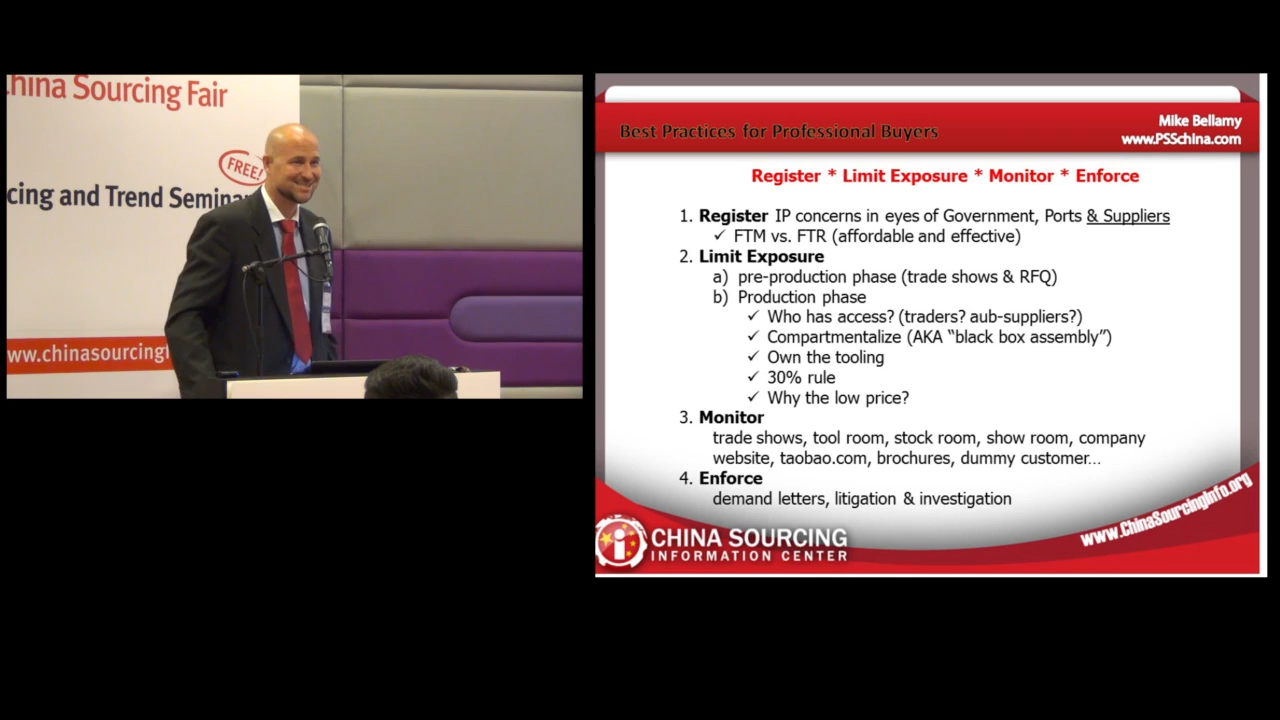 hina Sourcing Fair
FREE!
cing and Trend Semina
ww.chinasourcing
Best Practices for Professional Buyers
Mike Bellamy
www.PSSchina.com
Register * Limit Exposure * Monitor * Enforce
1. Register IP concerns in eyes of Government, Ports & Suppliers
✓ FTM vs. FTR (affordable and effective)
2. Limit Exposure
a) pre-production phase (trade shows & RFQ)
b) Production phase
✓ Who has access? (traders? aub-suppliers?)
✓ Compartmentalize (AKA “black box assembly”)
✓ Own the tooling
✓ 30% rule
✓ Why the low price?
3. Monitor
trade shows, tool room, stock room, show room, company
website, taobao.com, brochures, dummy customer…
4. Enforce
demand letters, litigation & investigation
www.ChinaSourcingInfo.org
CHINA SOURCING
INFORMATION CENTER